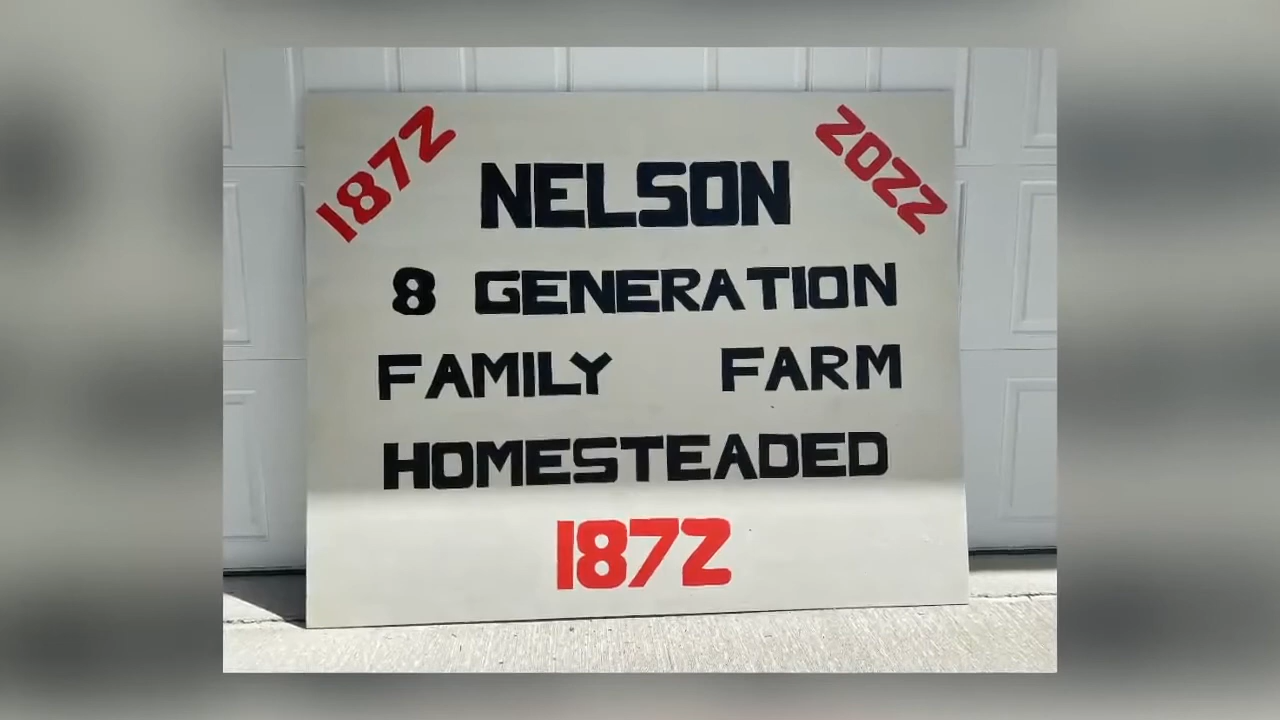 1872
2022
NELSON
8 GENERATION
FAMILY FARM
HOMESTEADED
1872